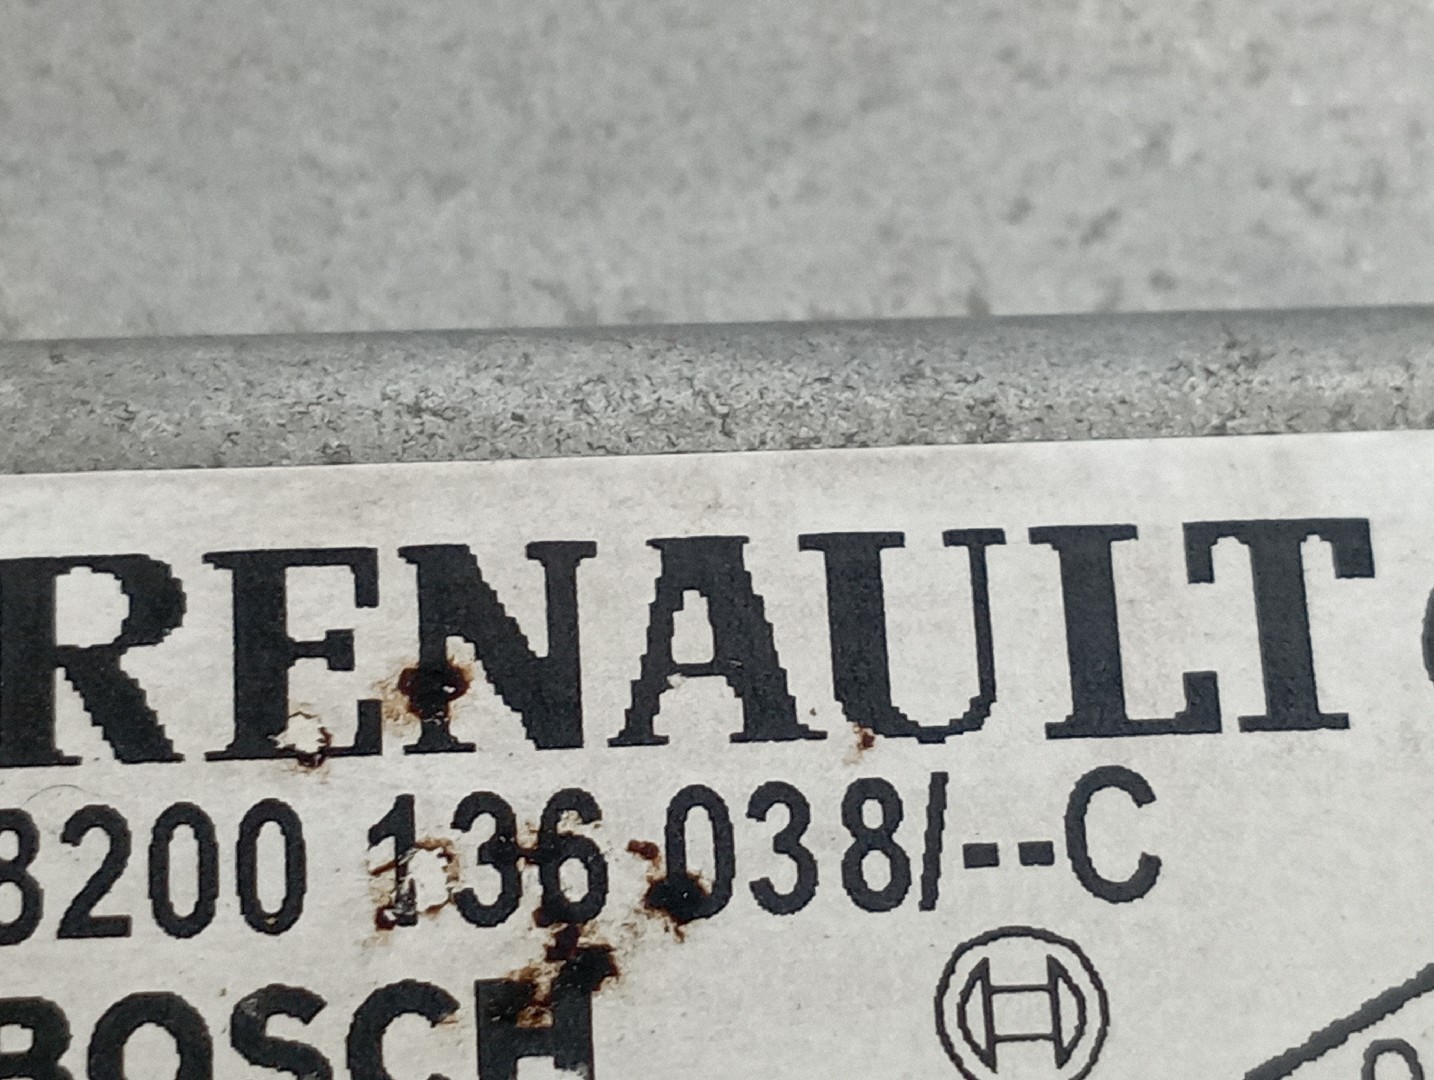 RENAULT
8200 136 038/--C
BOSCH